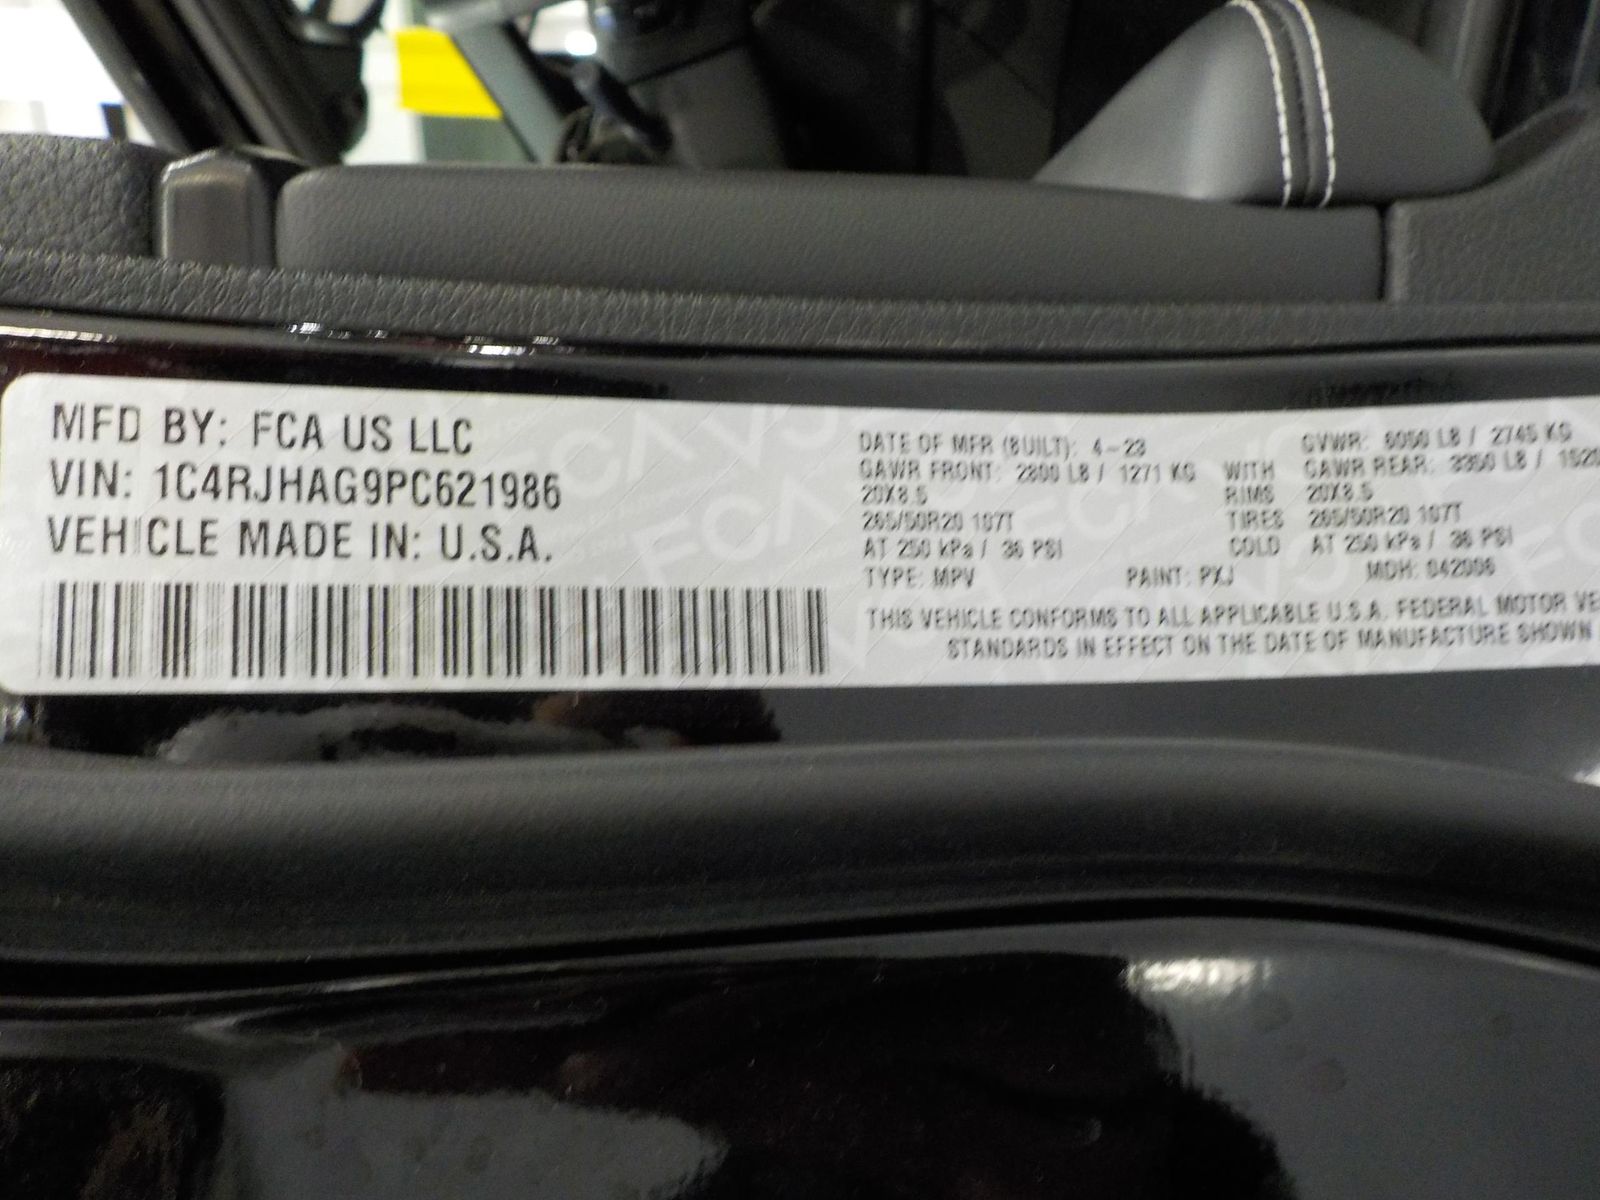 MFD BY: FCA US LLC
VIN: 1C4RJHAG9PC621986
VEHICLE MADE IN: U.S.A.
DATE OF MFR (BUILT): 4-23 GVWR: 6050 LB / 2745 KG
GAWR FRONT: 2800 LB / 1271 KG WITH GAWR REAR: 3350 LB / 1520
20X8.5 RIMS 20X8.5
265/50R20 107T TIRES 265/50R20 107T
AT 250 kPa / 36 PSI COLD AT 250 kPa / 36 PSI
TYPE: MPV PAINT: PXJ MDH: 042006
THIS VEHICLE CONFORMS TO ALL APPLICABLE U.S.A. FEDERAL MOTOR VE
STANDARDS IN EFFECT ON THE DATE OF MANUFACTURE SHOWN